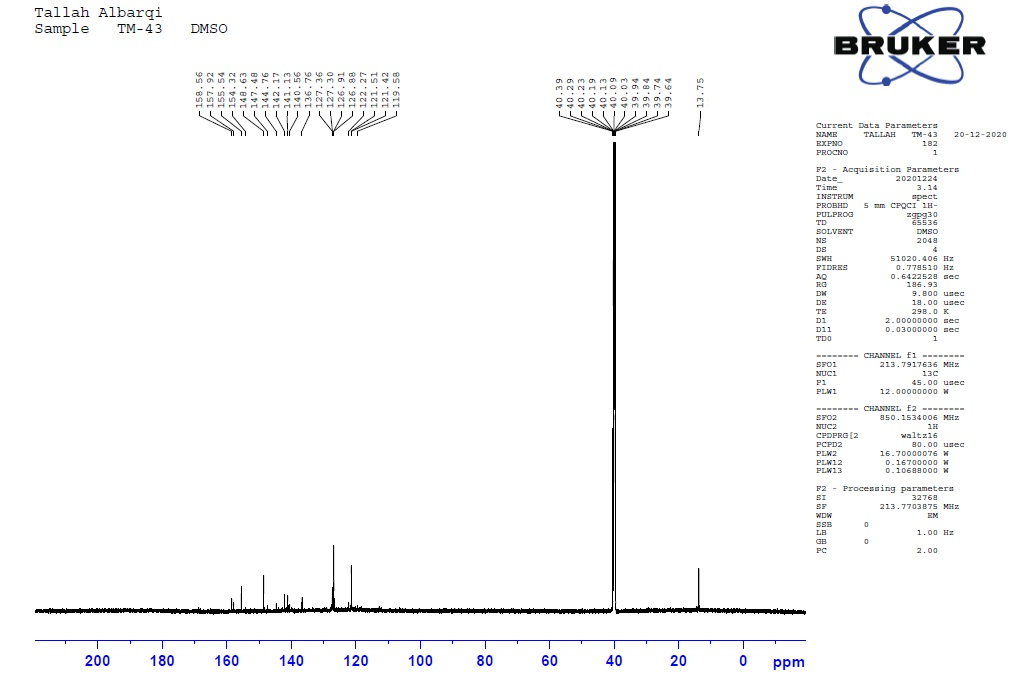 Tallah Albarqi
Sample TM-43 DMSO
BRUKER
158.56
157.92
155.54
154.32
148.63
147.48
144.76
142.17
141.13
140.56
136.76
127.36
127.30
126.91
126.88
122.27
121.51
121.42
119.58
40.39
40.29
40.23
40.19
40.13
40.09
40.03
39.94
39.84
39.74
39.64
13.75
Current Data Parameters
NAME TALLAH TM-43 20-12-2020
EXPNO 182
PROCNO 1
F2 - Acquisition Parameters
Date_ 20201224
Time 3.14
INSTRUM spect
PROBHD 5 mm CPQCI 1H-
PULPROG zgpg30
TD 65536
SOLVENT DMSO
NS 2048
DS 4
SWH 51020.406 Hz
FIDRES 0.778510 Hz
AQ 0.6422528 sec
RG 186.93
DW 9.800 usec
DE 18.00 usec
TE 298.0 K
D1 2.00000000 sec
D11 0.03000000 sec
TD0 1
======== CHANNEL f1 ========
SFO1 213.7917636 MHz
NUC1 13C
P1 45.00 usec
PLW1 12.00000000 W
======== CHANNEL f2 ========
SFO2 850.1534006 MHz
NUC2 1H
CPDPRG[2 waltz16
PCPD2 80.00 usec
PLW2 16.70000076 W
PLW12 0.16700000 W
PLW13 0.10688000 W
F2 - Processing parameters
SI 32768
SF 213.7703875 MHz
WDW EM
SSB 0
LB 1.00 Hz
GB 0
PC 2.00
200 180 160 140 120 100 80 60 40 20 0 ppm